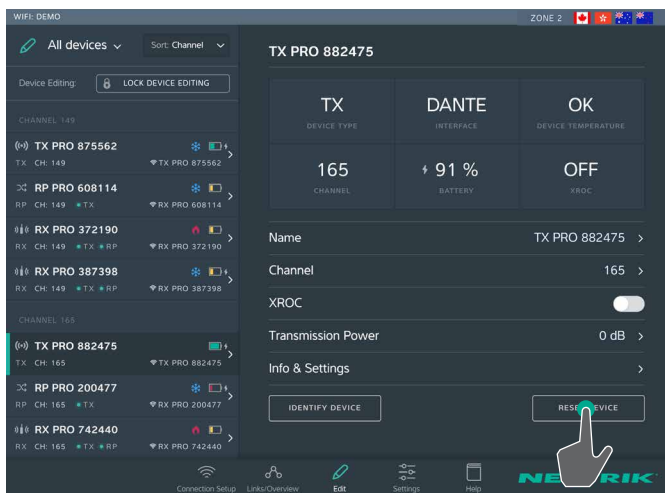 WIFI: DEMO
ZONE 2
All devices
Sort: Channel
Device Editing:
LOCK DEVICE EDITING
CHANNEL 149
TX PRO 875562
TX CH: 149 TX PRO 875562
RP PRO 608114
RP CH: 149 TX RP PRO 608114
RX PRO 372190
RX CH: 149 TX RP RX PRO 372190
RX PRO 387398
RX CH: 149 TX RP RX PRO 387398
CHANNEL 165
TX PRO 882475
TX CH: 165 TX PRO 882475
RP PRO 200477
RP CH: 165 TX RP PRO 200477
RX PRO 742440
RX CH: 165 TX RP RX PRO 742440
TX PRO 882475
TX
DEVICE TYPE
DANTE
INTERFACE
OK
DEVICE TEMPERATURE
165
CHANNEL
91 %
BATTERY
OFF
XROC
Name TX PRO 882475
Channel 165
XROC
Transmission Power 0 dB
Info & Settings
IDENTIFY DEVICE
Connection Setup
Links/Overview
Edit
Settings
Help